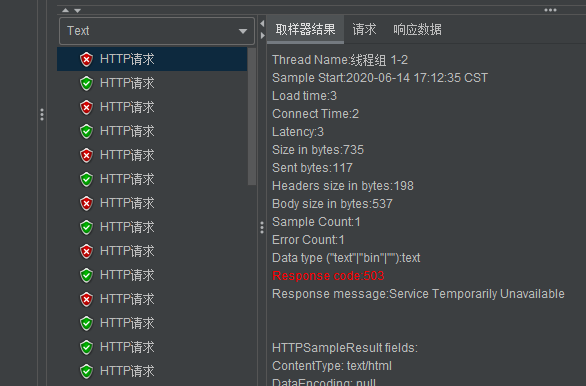 Text
HTTP请求
HTTP请求
HTTP请求
HTTP请求
HTTP请求
HTTP请求
HTTP请求
HTTP请求
HTTP请求
HTTP请求
HTTP请求
HTTP请求
HTTP请求
HTTP请求
取样器结果 请求 响应数据
Thread Name:线程组 1-2
Sample Start:2020-06-14 17:12:35 CST
Load time:3
Connect Time:2
Latency:3
Size in bytes:735
Sent bytes:117
Headers size in bytes:198
Body size in bytes:537
Sample Count:1
Error Count:1
Data type ("text"|"bin"|""):text
Response code:503
Response message:Service Temporarily Unavailable
HTTPSampleResult fields:
ContentType: text/html
DataEncoding: null